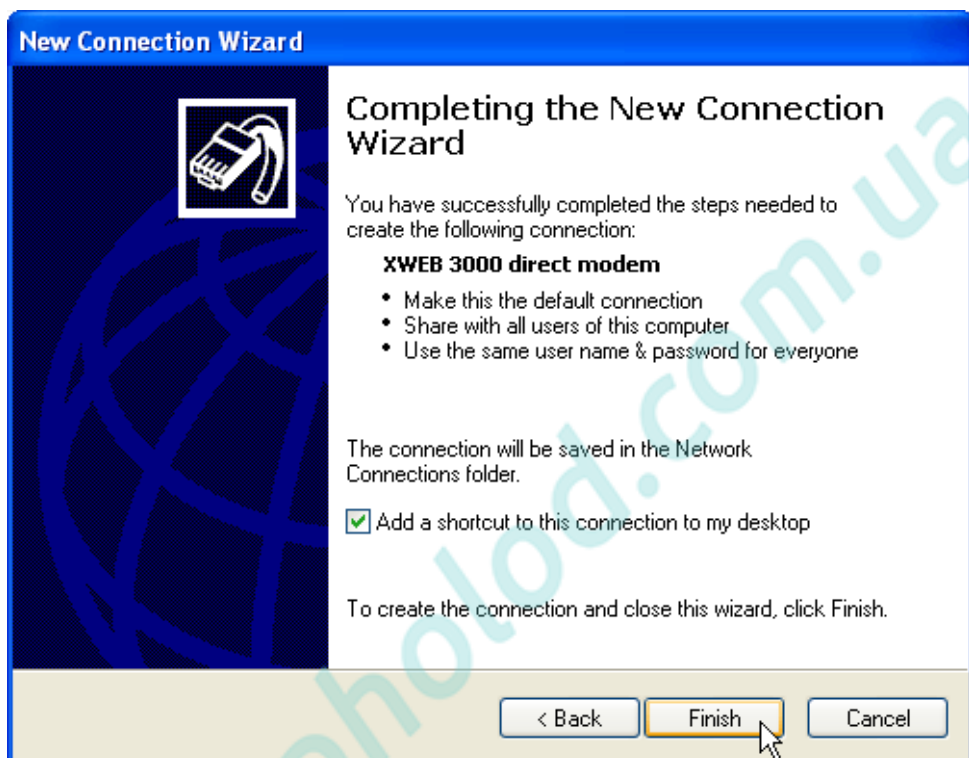 New Connection Wizard
Completing the New Connection
Wizard
You have successfully completed the steps needed to
create the following connection:
XWEB 3000 direct modem
• Make this the default connection
• Share with all users of this computer
• Use the same user name & password for everyone
The connection will be saved in the Network
Connections folder.
Add a shortcut to this connection to my desktop
To create the connection and close this wizard, click Finish.
< Back
Finish
Cancel
holod.com.ua